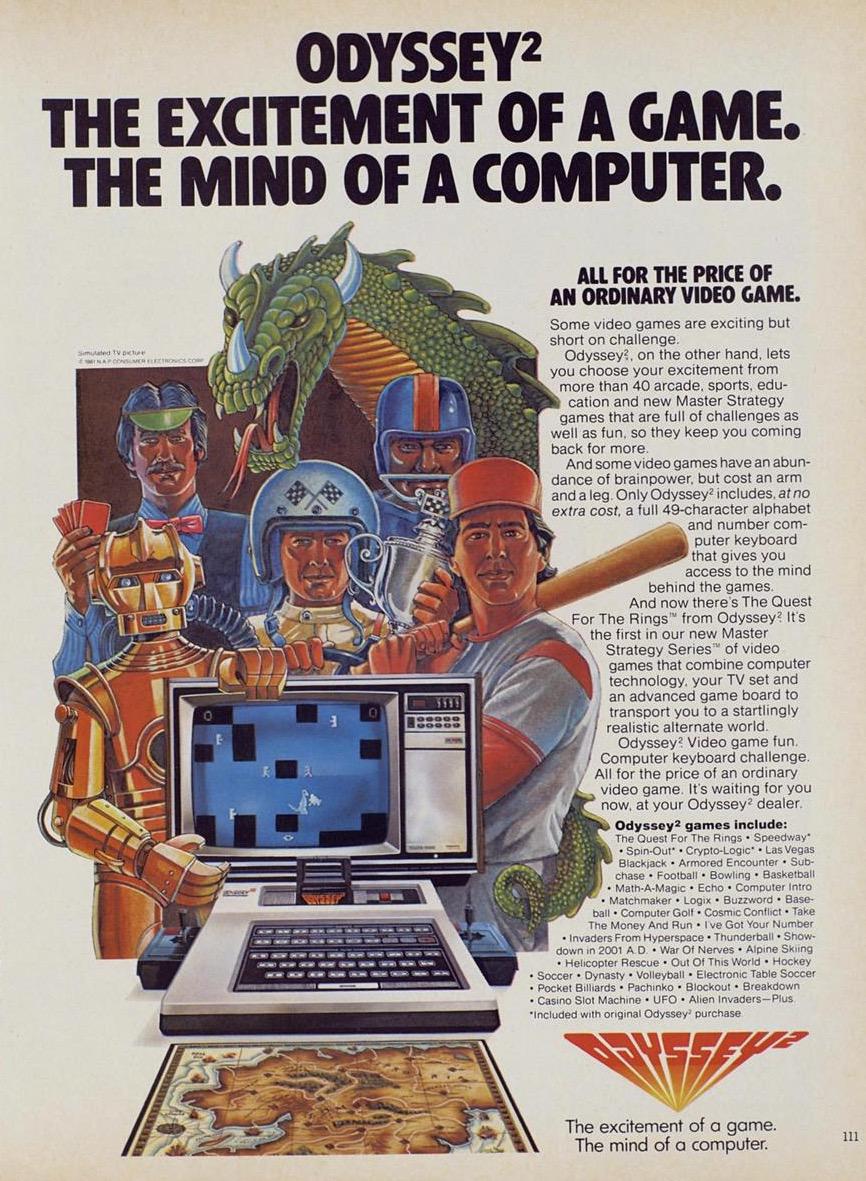 ODYSSEY²
THE EXCITEMENT OF A GAME.
THE MIND OF A COMPUTER.
ALL FOR THE PRICE OF
AN ORDINARY VIDEO GAME.
Simulated TV picture
© 1981 N.A.P. CONSUMER ELECTRONICS CORP.
Some video games are exciting but
short on challenge.
Odyssey², on the other hand, lets
you choose your excitement from
more than 40 arcade, sports, edu-
cation and new Master Strategy
games that are full of challenges as
well as fun, so they keep you coming
back for more.
And some video games have an abun-
dance of brainpower, but cost an arm
and a leg. Only Odyssey² includes, at no
extra cost, a full 49-character alphabet
and number com-
puter keyboard
that gives you
access to the mind
behind the games.
And now there's The Quest
For The Rings™ from Odyssey². It's
the first in our new Master
Strategy Series™ of video
games that combine computer
technology, your TV set and
an advanced game board to
transport you to a startlingly
realistic alternate world.
Odyssey². Video game fun.
Computer keyboard challenge.
All for the price of an ordinary
video game. It's waiting for you
now, at your Odyssey² dealer.
Odyssey² games include:
The Quest For The Rings • Speedway*
• Spin-Out* • Crypto-Logic* • Las Vegas
Blackjack • Armored Encounter • Sub-
chase • Football • Bowling • Basketball
• Math-A-Magic • Echo • Computer Intro
• Matchmaker • Logix • Buzzword • Base-
ball • Computer Golf • Cosmic Conflict • Take
The Money And Run • I've Got Your Number
• Invaders From Hyperspace • Thunderball • Show-
down in 2001 A.D. • War Of Nerves • Alpine Skiing
• Helicopter Rescue • Out Of This World • Hockey
• Soccer • Dynasty • Volleyball • Electronic Table Soccer
• Pocket Billiards • Pachinko • Blockout • Breakdown
• Casino Slot Machine • UFO • Alien Invaders—Plus.
*Included with original Odyssey² purchase.
ODYSSEY²
The excitement of a game.
The mind of a computer.
111